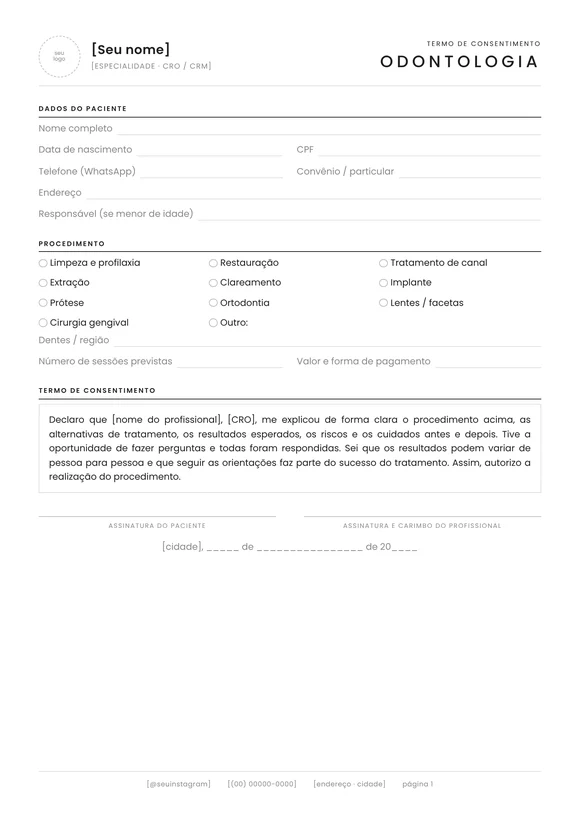 seu
logo
[Seu nome]
[ESPECIALIDADE · CRO / CRM]
TERMO DE CONSENTIMENTO
ODONTOLOGIA
DADOS DO PACIENTE
Nome completo
Data de nascimento CPF
Telefone (WhatsApp) Convênio / particular
Endereço
Responsável (se menor de idade)
PROCEDIMENTO
Limpeza e profilaxia Restauração Tratamento de canal
Extração Clareamento Implante
Prótese Ortodontia Lentes / facetas
Cirurgia gengival Outro:
Dentes / região
Número de sessões previstas Valor e forma de pagamento
TERMO DE CONSENTIMENTO
Declaro que [nome do profissional], [CRO], me explicou de forma clara o procedimento acima, as
alternativas de tratamento, os resultados esperados, os riscos e os cuidados antes e depois. Tive a
oportunidade de fazer perguntas e todas foram respondidas. Sei que os resultados podem variar de
pessoa para pessoa e que seguir as orientações faz parte do sucesso do tratamento. Assim, autorizo a
realização do procedimento.
ASSINATURA DO PACIENTE ASSINATURA E CARIMBO DO PROFISSIONAL
[cidade], _____ de ________________ de 20____
[@seuinstagram] [(00) 00000-0000] [endereço · cidade] página 1